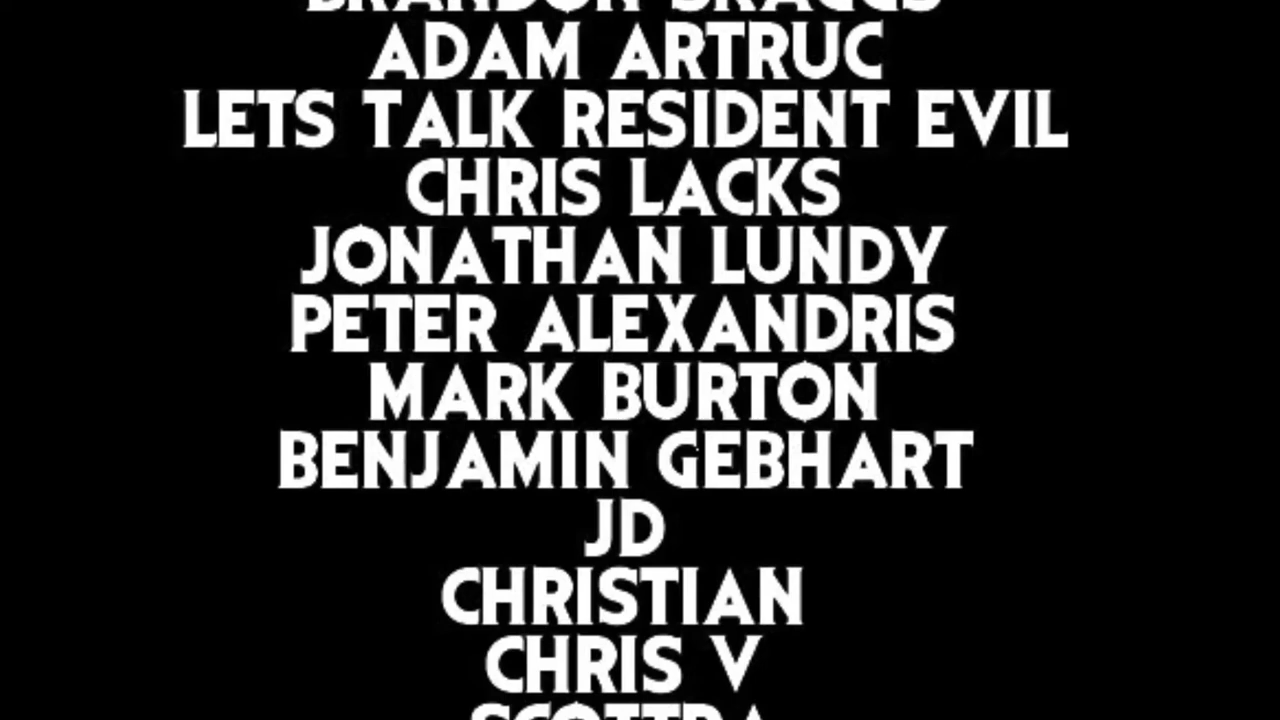 ADAM ARTRUC
LETS TALK RESIDENT EVIL
CHRIS LACKS
JONATHAN LUNDY
PETER ALEXANDRIS
MARK BURTON
BENJAMIN GEBHART
JD
CHRISTIAN
CHRIS V